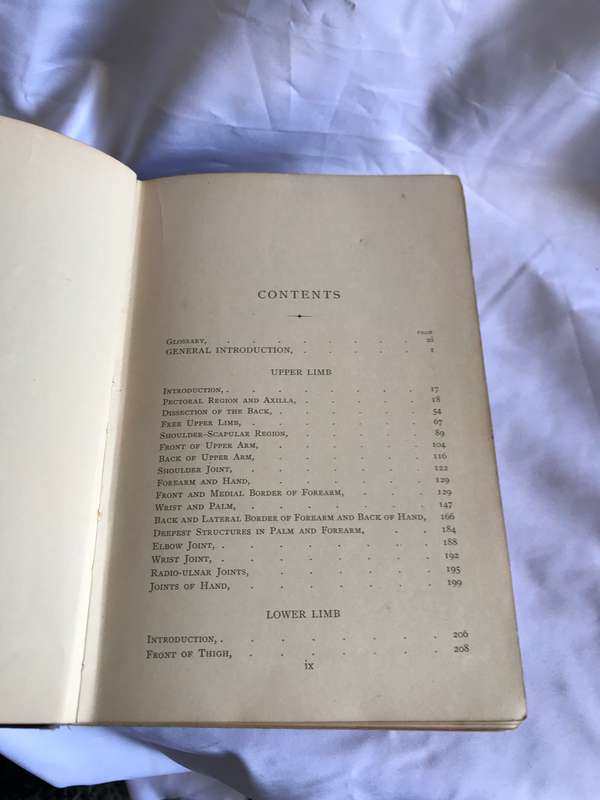 CONTENTS
PAGE
GLOSSARY, . . . . . . . xi
GENERAL INTRODUCTION, . . . . . 1
UPPER LIMB
INTRODUCTION, . . . . . . . 17
PECTORAL REGION AND AXILLA, . . . . . 18
DISSECTION OF THE BACK, . . . . . . 54
FREE UPPER LIMB, . . . . . . . 67
SHOULDER-SCAPULAR REGION, . . . . . 89
FRONT OF UPPER ARM, . . . . . . 104
BACK OF UPPER ARM, . . . . . . 116
SHOULDER JOINT, . . . . . . . 122
FOREARM AND HAND, . . . . . . 129
FRONT AND MEDIAL BORDER OF FOREARM, . . . 129
WRIST AND PALM, . . . . . . . 147
BACK AND LATERAL BORDER OF FOREARM AND BACK OF HAND, 166
DEEPEST STRUCTURES IN PALM AND FOREARM, . . 184
ELBOW JOINT, . . . . . . . . 188
WRIST JOINT, . . . . . . . . 192
RADIO-ULNAR JOINTS, . . . . . . 195
JOINTS OF HAND, . . . . . . . 199
LOWER LIMB
INTRODUCTION, . . . . . . . 206
FRONT OF THIGH, . . . . . . . 208
ix